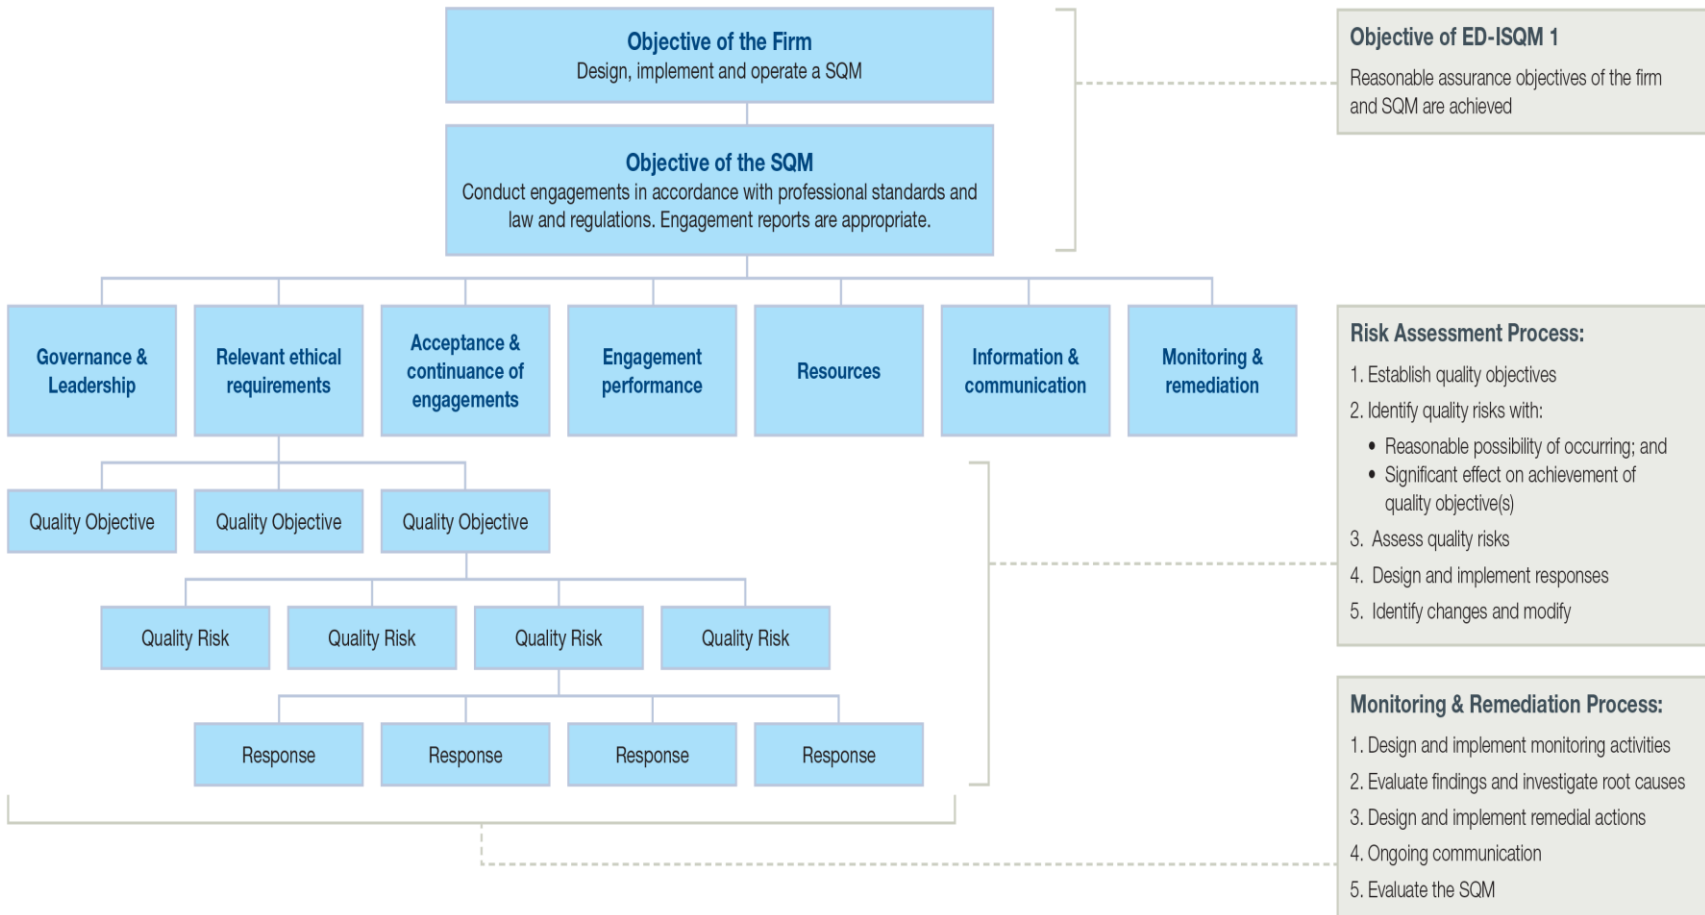 Objective of the Firm
Design, implement and operate a SQM
Objective of ED-ISQM 1
Reasonable assurance objectives of the firm
and SQM are achieved
Objective of the SQM
Conduct engagements in accordance with professional standards and
law and regulations. Engagement reports are appropriate.
Governance &
Leadership
Relevant ethical
requirements
Acceptance &
continuance of
engagements
Engagement
performance
Resources
Information &
communication
Monitoring &
remediation
Quality Objective
Quality Objective
Quality Objective
Quality Risk
Quality Risk
Quality Risk
Quality Risk
Response
Response
Response
Response
Risk Assessment Process:
1. Establish quality objectives
2. Identify quality risks with:
• Reasonable possibility of occurring; and
• Significant effect on achievement of
quality objective(s)
3. Assess quality risks
4. Design and implement responses
5. Identify changes and modify
Monitoring & Remediation Process:
1. Design and implement monitoring activities
2. Evaluate findings and investigate root causes
3. Design and implement remedial actions
4. Ongoing communication
5. Evaluate the SQM